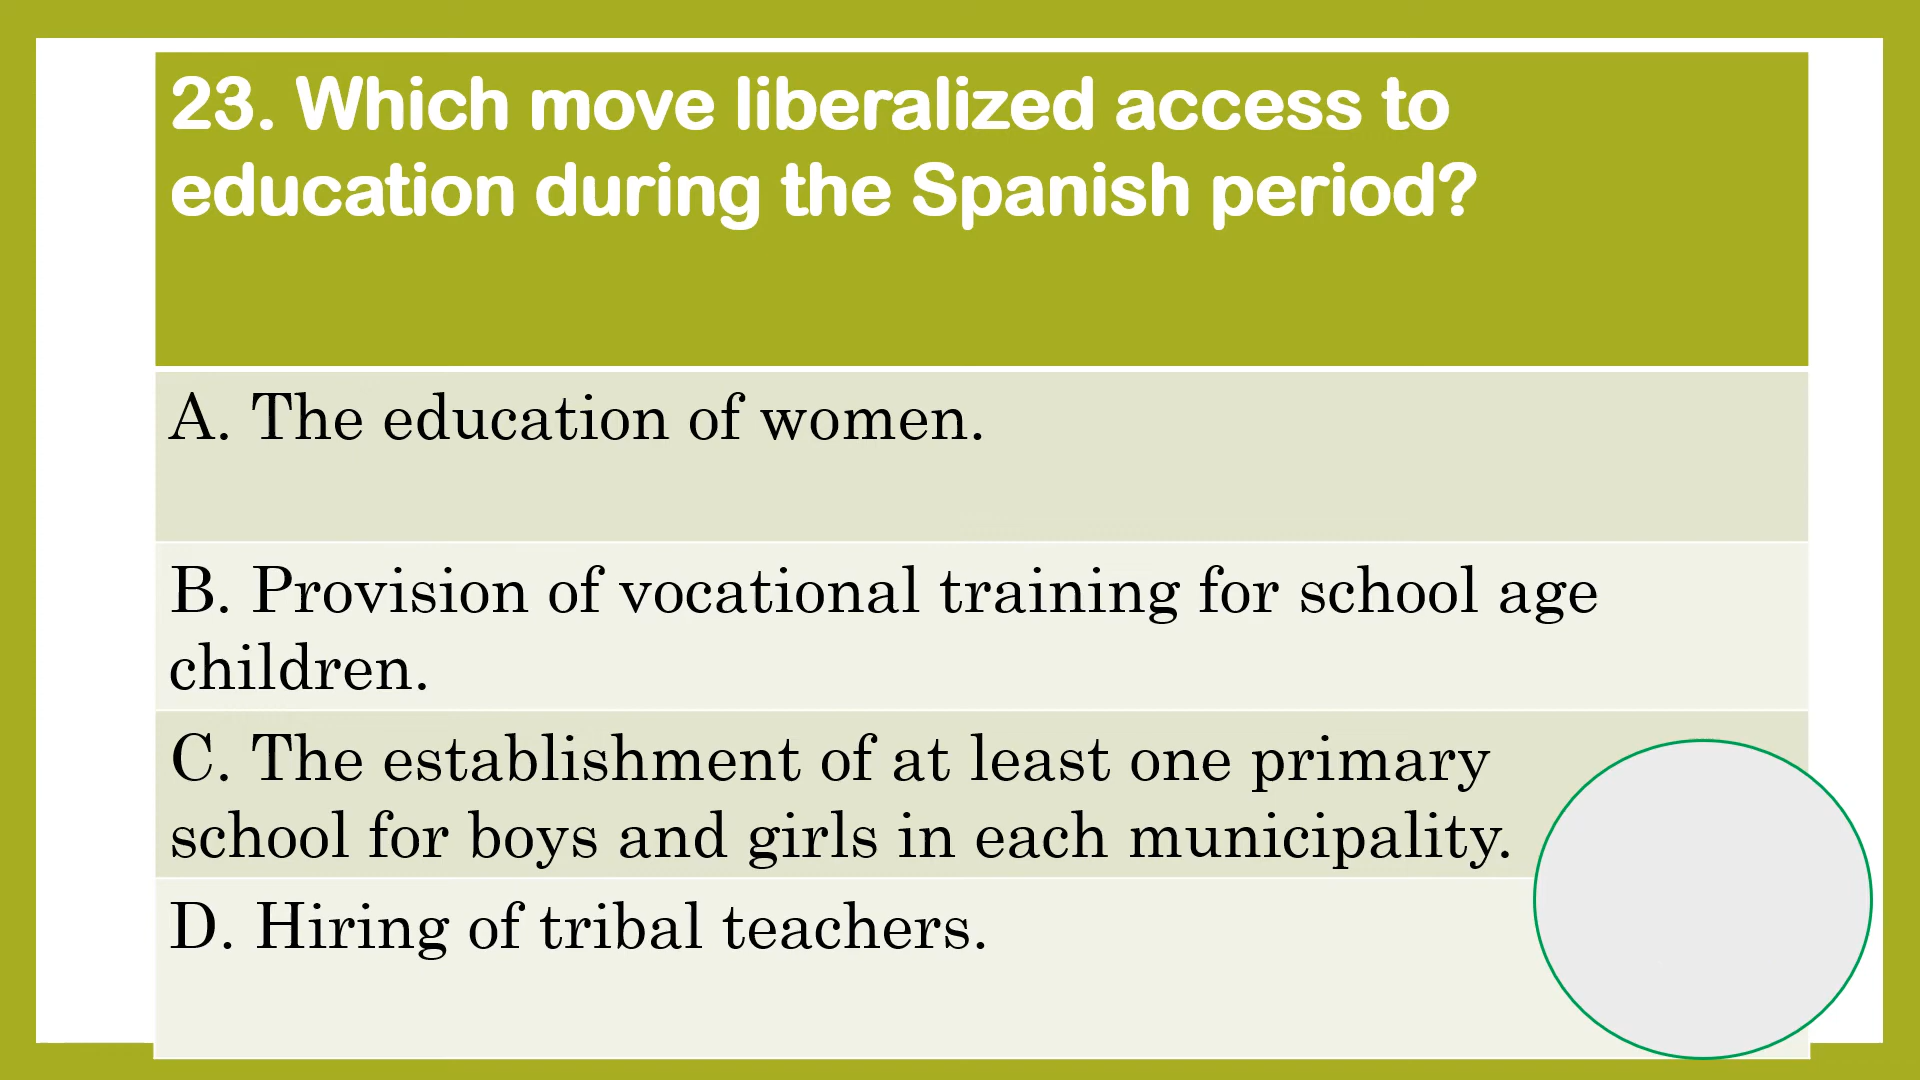 23. Which move liberalized access to
education during the Spanish period?
A. The education of women.
B. Provision of vocational training for school age
children.
C. The establishment of at least one primary
school for boys and girls in each municipality.
D. Hiring of tribal teachers.